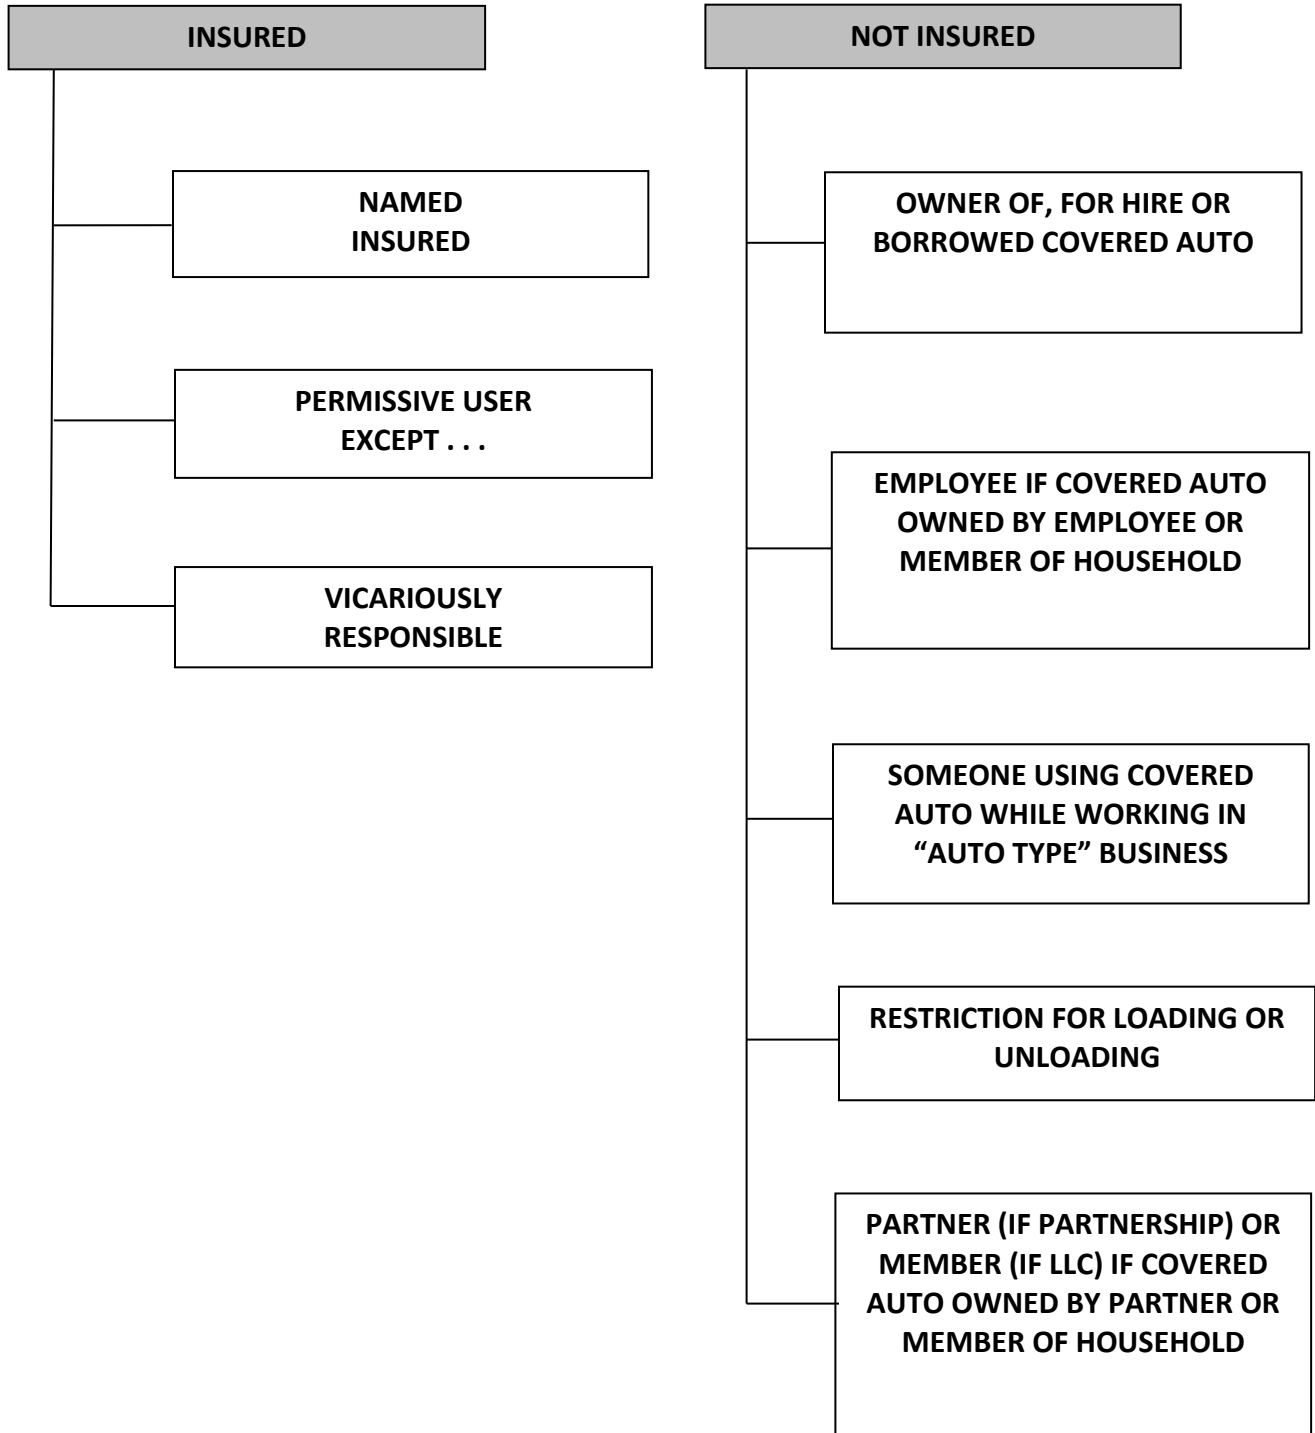 INSURED
NAMED
INSURED
PERMISSIVE USER
EXCEPT . . .
VICARIOUSLY
RESPONSIBLE
NOT INSURED
OWNER OF, FOR HIRE OR
BORROWED COVERED AUTO
EMPLOYEE IF COVERED AUTO
OWNED BY EMPLOYEE OR
MEMBER OF HOUSEHOLD
SOMEONE USING COVERED
AUTO WHILE WORKING IN
“AUTO TYPE” BUSINESS
RESTRICTION FOR LOADING OR
UNLOADING
PARTNER (IF PARTNERSHIP) OR
MEMBER (IF LLC) IF COVERED
AUTO OWNED BY PARTNER OR
MEMBER OF HOUSEHOLD